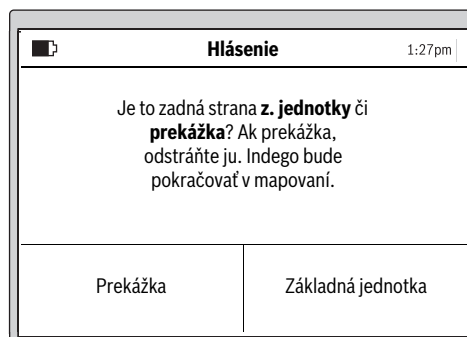 Hlásenie 1:27pm
Je to zadná strana z. jednotky či
prekážka? Ak prekážka,
odstráňte ju. Indego bude
pokračovať v mapovaní.
Prekážka Základná jednotka